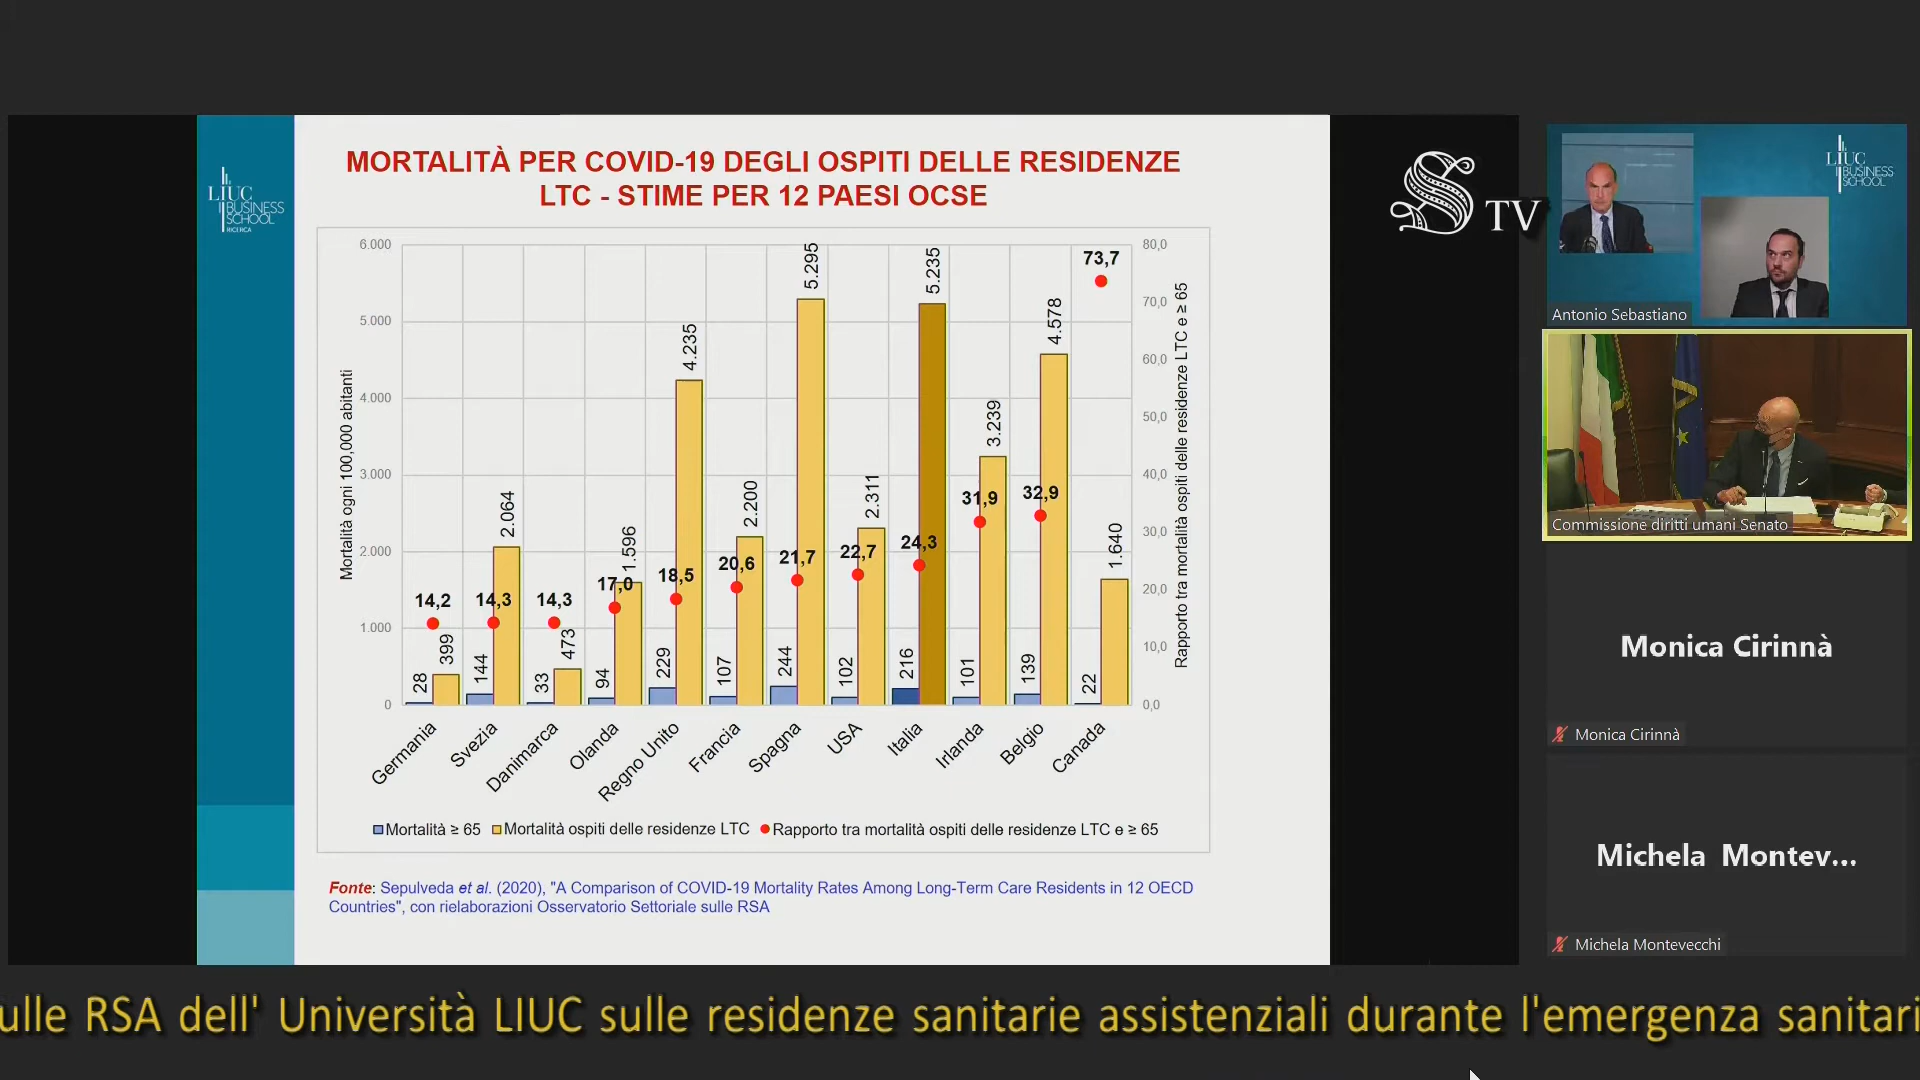 LIUC
BUSINESS
SCHOOL
RICERCA
MORTALITÀ PER COVID-19 DEGLI OSPITI DELLE RESIDENZE
LTC - STIME PER 12 PAESI OCSE
Mortalità ogni 100,000 abitanti
6.000
5.000
4.000
3.000
2.000
1.000
0
28
399
14,2
144
2.064
14,3
33
473
14,3
94
1.596
17,0
229
4.235
18,5
107
2.200
20,6
244
5.295
21,7
102
2.311
22,7
216
5.235
24,3
101
3.239
31,9
139
4.578
32,9
22
1.640
73,7
80,0
70,0
60,0
50,0
40,0
30,0
20,0
10,0
0,0
Rapporto tra mortalità ospiti delle residenze LTC e ≥ 65
Germania
Svezia
Danimarca
Olanda
Regno Unito
Francia
Spagna
USA
Italia
Irlanda
Belgio
Canada
Mortalità ≥ 65 Mortalità ospiti delle residenze LTC Rapporto tra mortalità ospiti delle residenze LTC e ≥ 65
Fonte: Sepulveda et al. (2020), "A Comparison of COVID-19 Mortality Rates Among Long-Term Care Residents in 12 OECD
Countries", con rielaborazioni Osservatorio Settoriale sulle RSA
S TV
LIUC
BUSINESS
SCHOOL
Antonio Sebastiano
Commissione diritti umani Senato
Monica Cirinnà
Monica Cirinnà
Michela Montev...
Michela Montevecchi
ulle RSA dell' Università LIUC sulle residenze sanitarie assistenziali durante l'emergenza sanitari